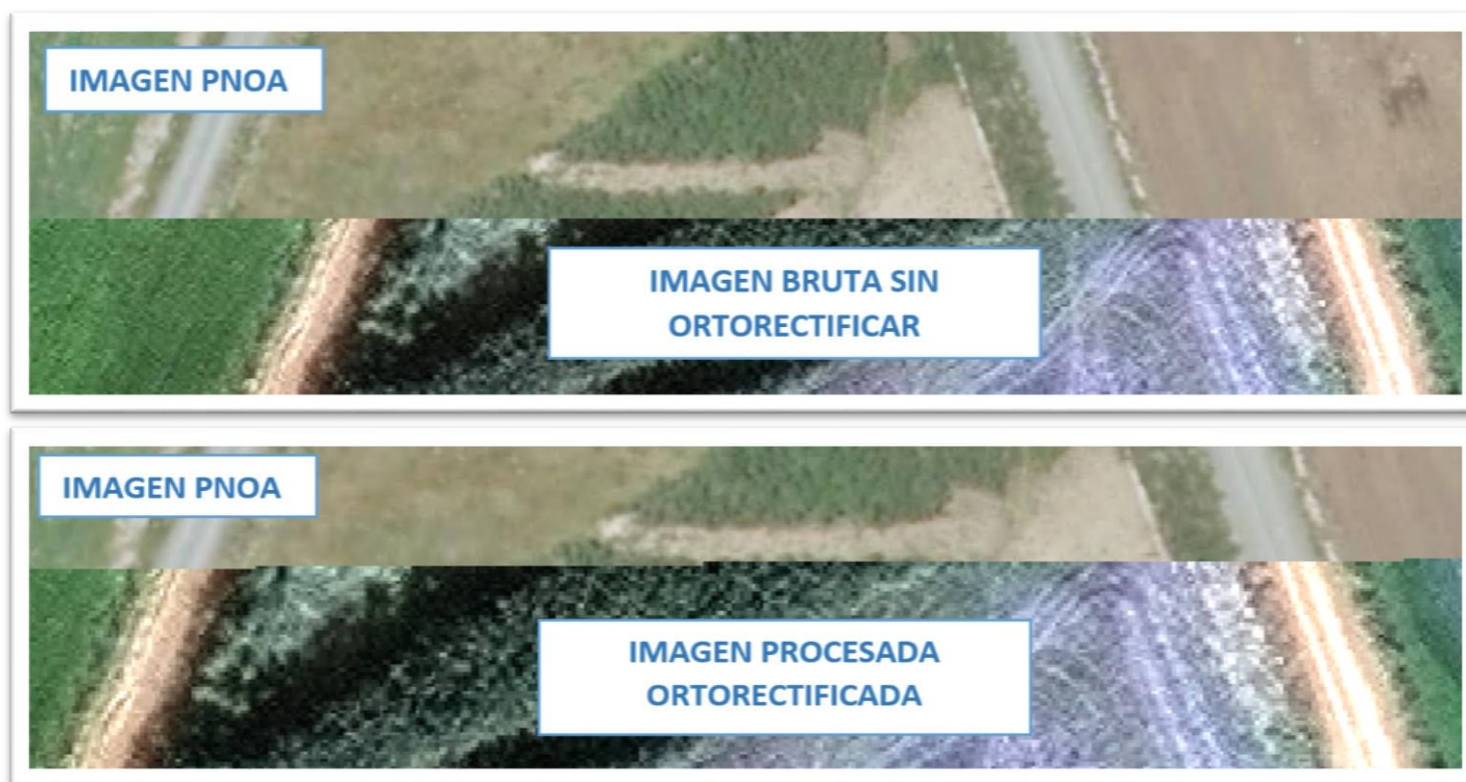 IMAGEN PNOA
IMAGEN BRUTA SIN
ORTORECTIFICAR
IMAGEN PNOA
IMAGEN PROCESADA
ORTORECTIFICADA